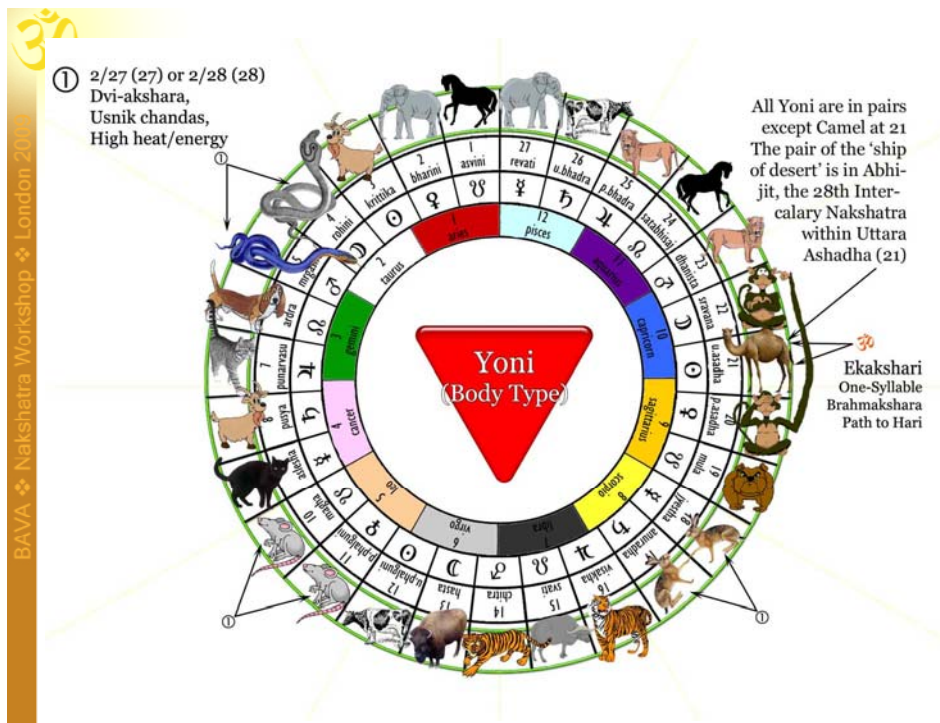 ॐ
① 2/27 (27) or 2/28 (28)
Dvi-akshara,
Usnik chandas,
High heat/energy
①
All Yoni are in pairs
except Camel at 21
The pair of the 'ship
of desert' is in Abhi-
jit, the 28th Inter-
calary Nakshatra
within Uttara
Ashadha (21)
ॐ
Ekakshari
One-Syllable
Brahmakshara
Path to Hari
Yoni
(Body Type)
1
asvini
2
bharini
3
krittika
4
rohini
5
ardra
7
punarvasu
8
pusya
aslesha
10
magha
11
p.phalguni
12
u.phalguni
13
hasta
14
chitra
15
svati
16
visakha
anuradha
18
jyestha
19
mula
20
p.asadha
21
u.asadha
22
sravana
23
dhanista
24
satabhisaj
25
p.bhadra
26
u.bhadra
27
revati
1
aries
2
taurus
3
gemini
4
cancer
5
leo
6
virgo
libra
8
scorpio
9
sagittarius
10
capricorn
11
aquarius
12
pisces
①
①
BAVA ❖ Nakshatra Workshop ❖ London